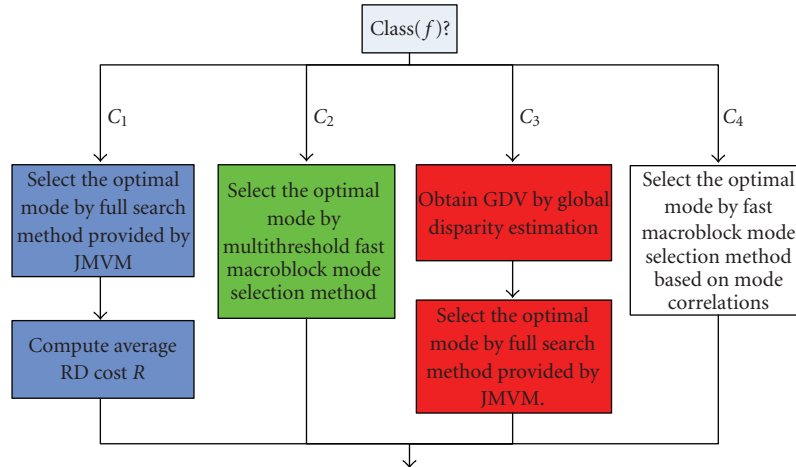 Class(f)?
C1
C2
C3
C4
Select the optimal
mode by full search
method provided by
JMVM
Compute average
RD cost R
Select the optimal
mode by
multithreshold fast
macroblock mode
selection method
Obtain GDV by global
disparity estimation
Select the optimal
mode by full search
method provided by
JMVM.
Select the optimal
mode by fast
macroblock mode
selection method
based on mode
correlations